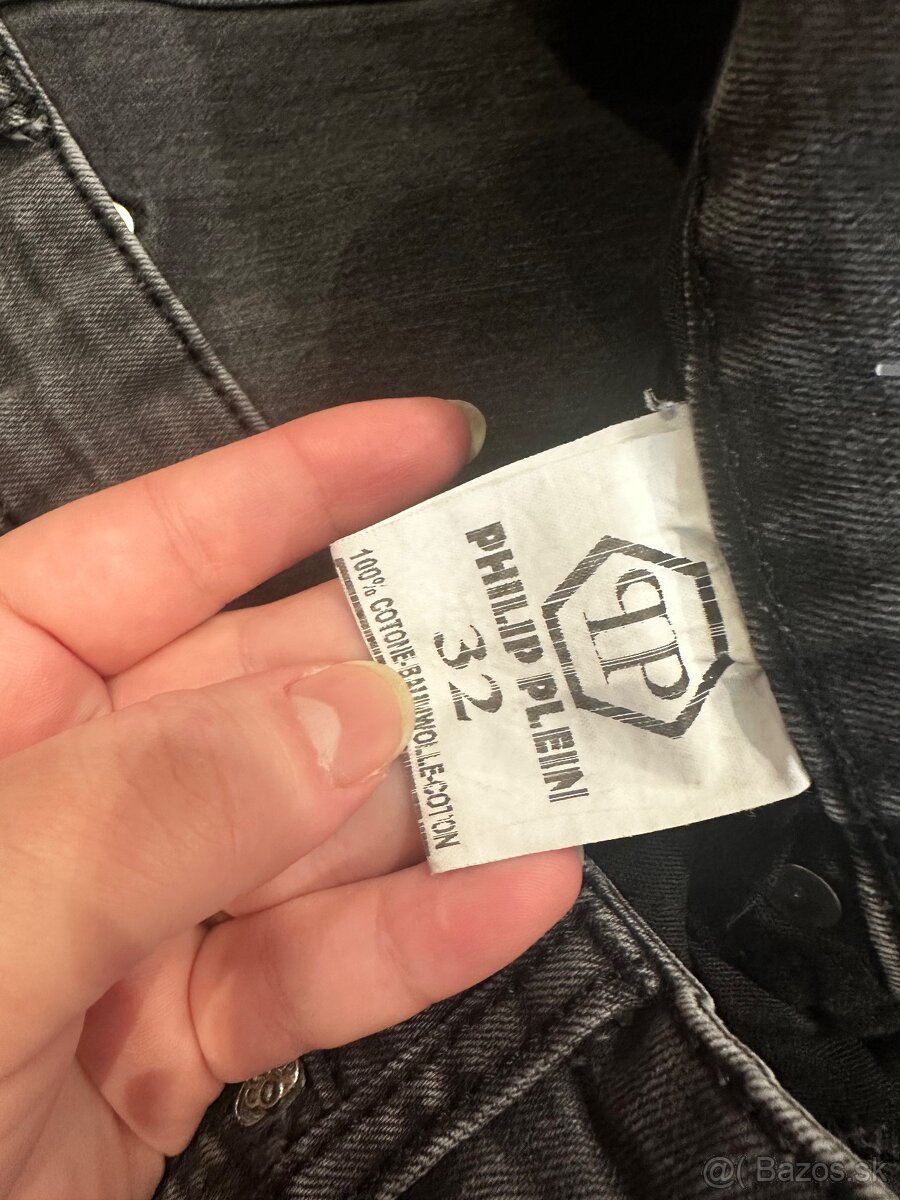 PP
PHILIPP PLEIN
32
100% COTONE-BAUMWOLLE-COTON
@( Bazos.sk